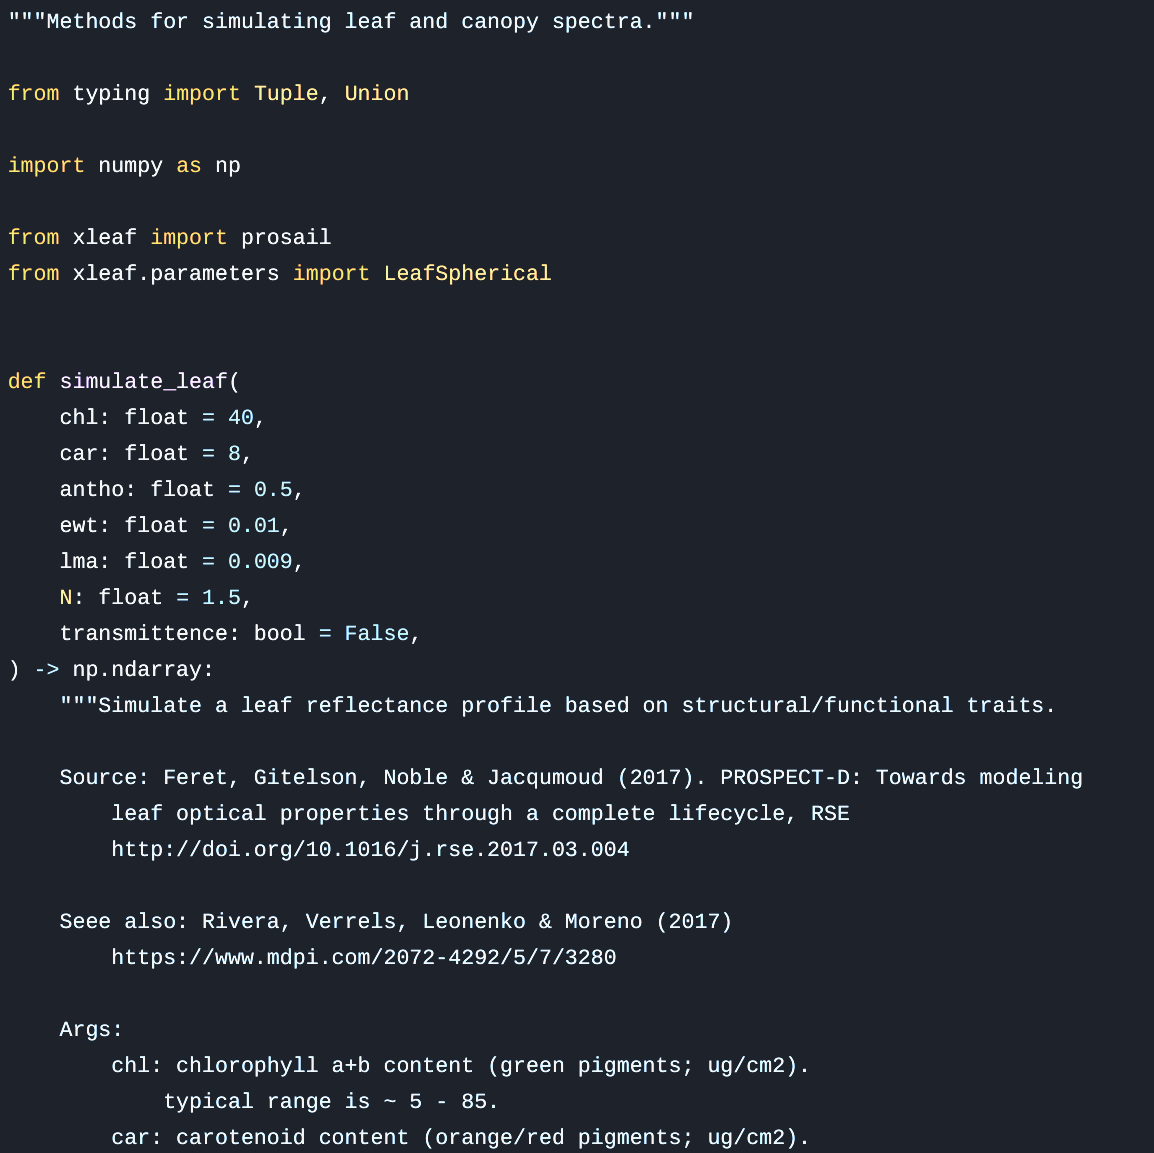 """Methods for simulating leaf and canopy spectra."""
from typing import Tuple, Union
import numpy as np
from xleaf import prosail
from xleaf.parameters import LeafSpherical
def simulate_leaf(
    chl: float = 40,
    car: float = 8,
    antho: float = 0.5,
    ewt: float = 0.01,
    lma: float = 0.009,
    N: float = 1.5,
    transmittence: bool = False,
) -> np.ndarray:
    """Simulate a leaf reflectance profile based on structural/functional traits.
    Source: Feret, Gitelson, Noble & Jacqumoud (2017). PROSPECT-D: Towards modeling
        leaf optical properties through a complete lifecycle, RSE
        http://doi.org/10.1016/j.rse.2017.03.004
    Seee also: Rivera, Verrels, Leonenko & Moreno (2017)
        https://www.mdpi.com/2072-4292/5/7/3280
    Args:
        chl: chlorophyll a+b content (green pigments; ug/cm2).
            typical range is ~ 5 - 85.
        car: carotenoid content (orange/red pigments; ug/cm2).